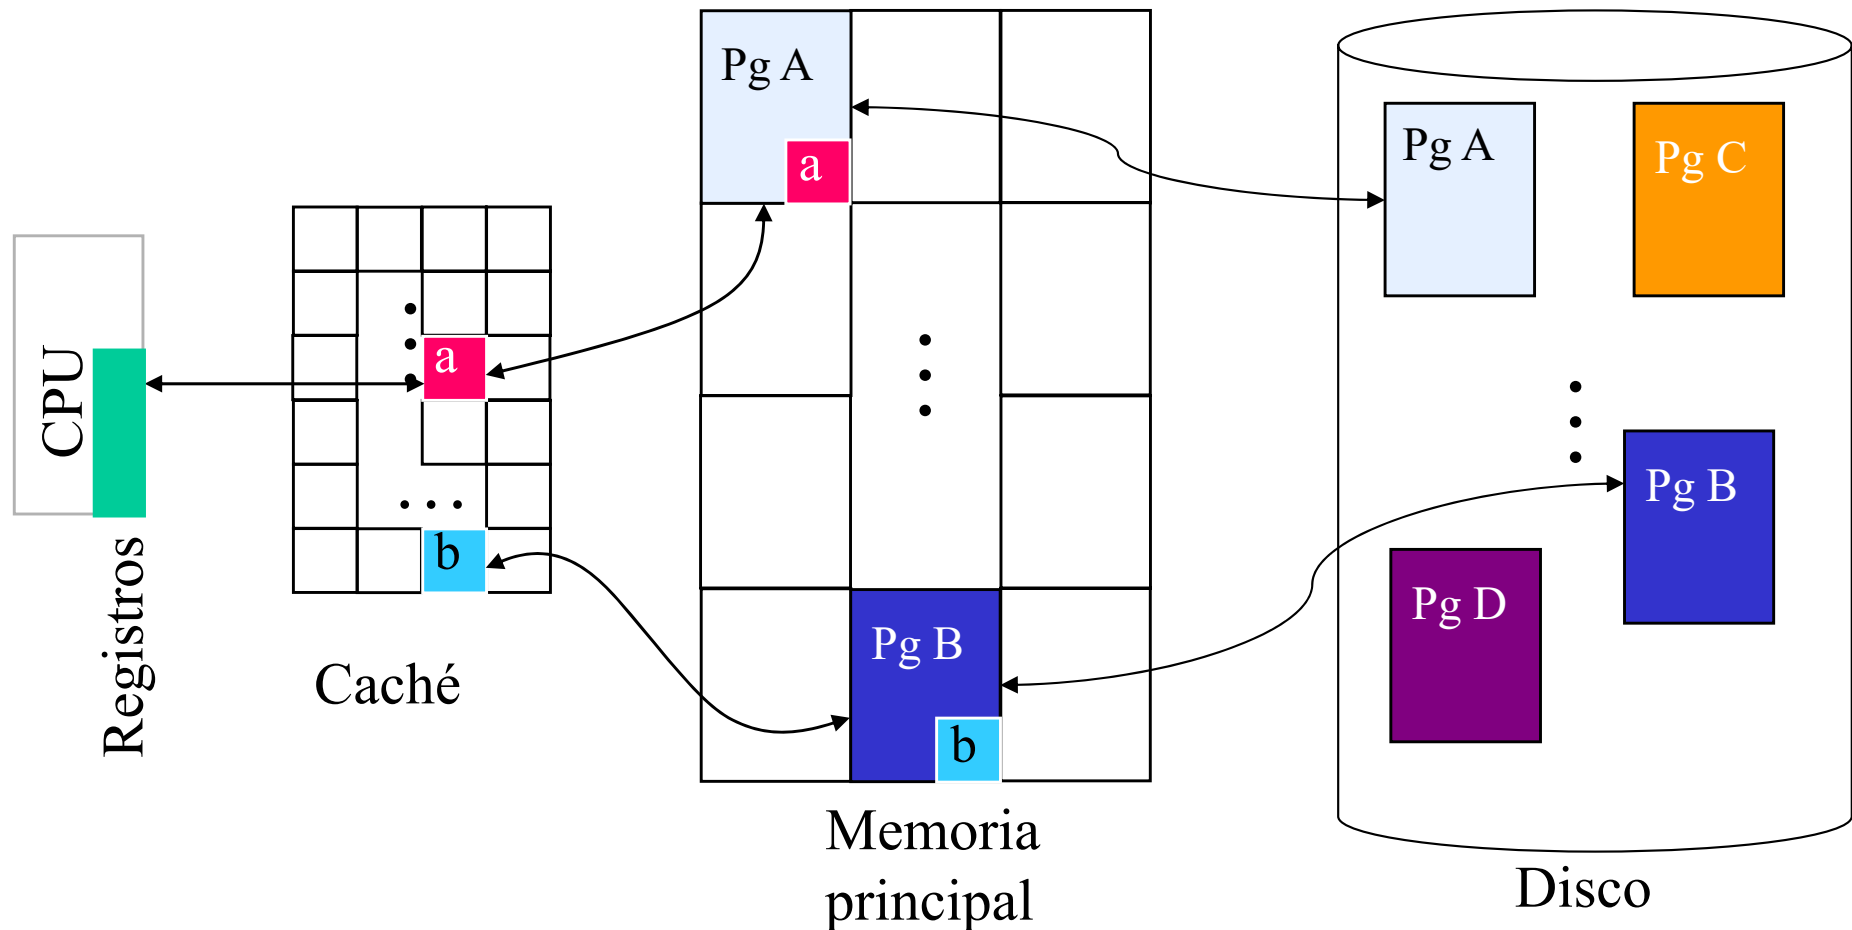 CPU
Registros
a
b
Caché
Pg A
a
Pg B
b
Memoria
principal
Pg A
Pg C
Pg B
Pg D
Disco